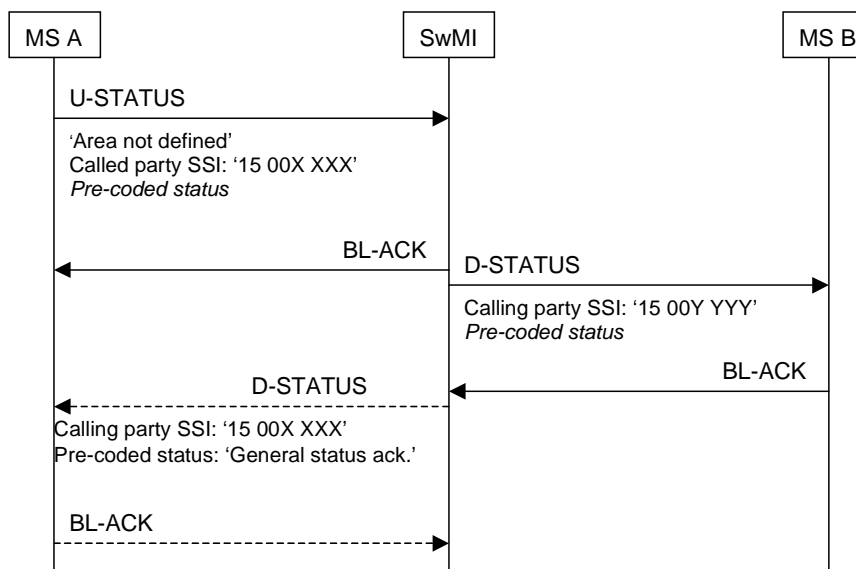 MS A
SwMI
MS B
U-STATUS
‘Area not defined’
Called party SSI: ‘15 00X XXX’
Pre-coded status
BL-ACK
D-STATUS
Calling party SSI: ‘15 00Y YYY’
Pre-coded status
BL-ACK
D-STATUS
Calling party SSI: ‘15 00X XXX’
Pre-coded status: ‘General status ack.’
BL-ACK